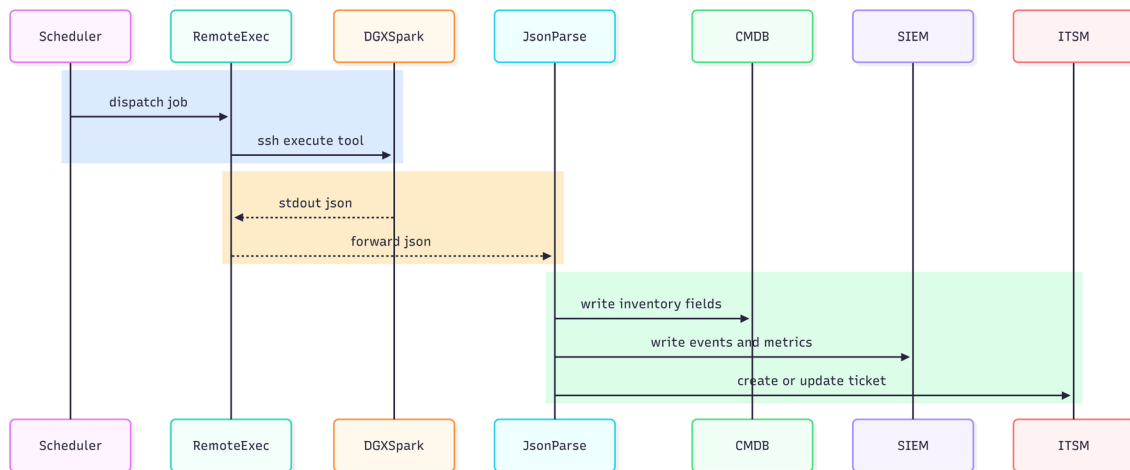 Scheduler
RemoteExec
DGXSpark
JsonParse
CMDB
SIEM
ITSM
dispatch job
ssh execute tool
stdout json
forward json
write inventory fields
write events and metrics
create or update ticket
Scheduler
RemoteExec
DGXSpark
JsonParse
CMDB
SIEM
ITSM